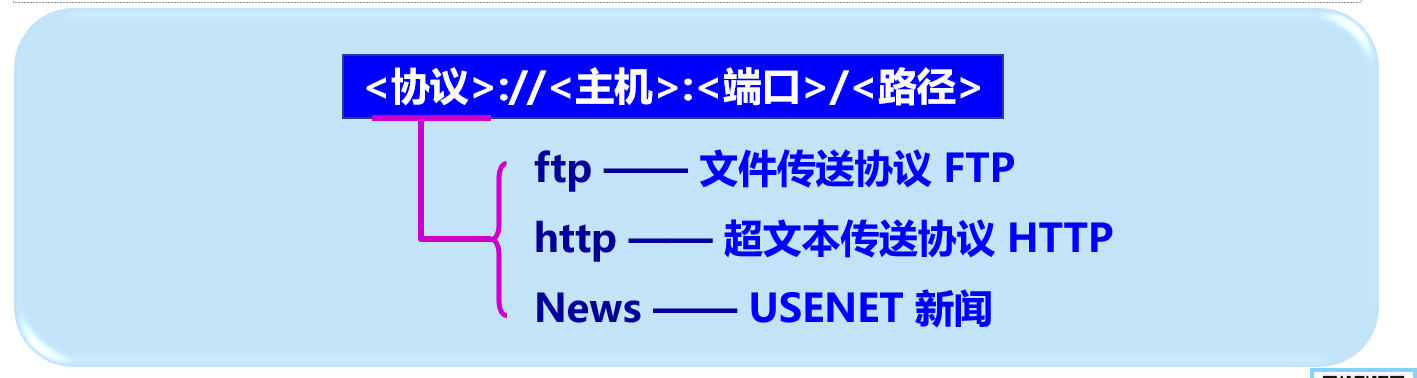 <协议>://<主机>:<端口>/<路径>
ftp —— 文件传送协议 FTP
http —— 超文本传送协议 HTTP
News —— USENET 新闻